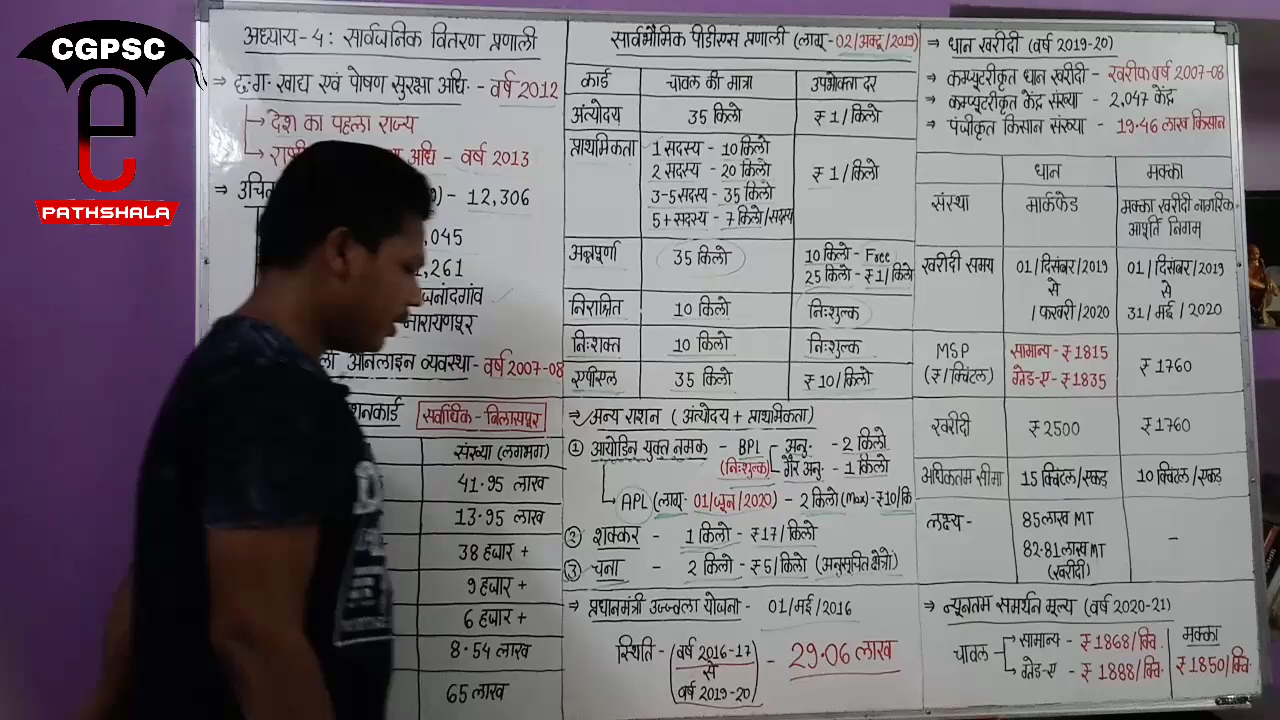 CGPSC
e
PATHSHALA
अध्याय-4: सार्वजनिक वितरण प्रणाली
⇒ छ.ग. खाद्य एवं पोषण सुरक्षा अधि. - वर्ष 2012
→ देश का पहला राज्य
अधि - वर्ष 2013
⇒ - 12,306
,045
,261
नारायणपुर
ऑनलाइन व्यवस्था - वर्ष 2007-08
सर्वाधिक - बिलासपुर
संख्या (लगभग)
41.95 लाख
13.95 लाख
38 हजार +
9 हजार +
6 हजार +
8.54 लाख
65 लाख
सार्वभौमिक पीडीएस प्रणाली (लागू - 02/अक्टू/2019)
कार्ड चावल की मात्रा उपभोक्ता दर
अंत्योदय 35 किलो ₹ 1/किलो
प्राथमिकता 1 सदस्य - 10 किलो
2 सदस्य - 20 किलो ₹ 1/किलो
3-5 सदस्य - 35 किलो
5+ सदस्य - 7 किलो/सदस्य
अन्नपूर्णा 35 किलो 10 किलो - Free
25 किलो - ₹ 1/किलो
निराश्रित 10 किलो निःशुल्क
निःशक्त 10 किलो निःशुल्क
एपीएल 35 किलो ₹ 10/किलो
⇒ अन्य राशन (अंत्योदय + प्राथमिकता)
① आयोडिन युक्त नमक - BPL अनु. - 2 किलो
(निःशुल्क) गैर अनु. - 1 किलो
→ APL (लागू - 01/जून/2020) - 2 किलो (Max) - ₹10/कि
② शक्कर - 1 किलो - ₹ 17/किलो
③ चना - 2 किलो - ₹ 5/किलो (अनुसूचित क्षेत्रो)
⇒ प्रधानमंत्री उज्ज्वला योजना - 01/मई/2016
स्थिति - (वर्ष 2016-17 से वर्ष 2019-20) - 29.06 लाख
⇒ धान खरीदी (वर्ष 2019-20)
⇒ कम्प्यूटरीकृत धान खरीदी - खरीफ वर्ष 2007-08
⇒ कम्प्यूटरीकृत केंद्र संख्या - 2,047 केंद्र
⇒ पंजीकृत किसान संख्या - 19.46 लाख किसान
धान मक्का
संस्था मार्कफेड मक्का खरीदी नागरिक आपूर्ति निगम
खरीदी समय 01/दिसंबर/2019 01/दिसंबर/2019
से से
/फरवरी/2020 31/मई/2020
MSP सामान्य - ₹ 1815 ₹ 1760
(₹/क्विंटल) ग्रेड-ए - ₹ 1835
खरीदी ₹ 2500 ₹ 1760
अधिकतम सीमा 15 क्विंटल/एकड़ 10 क्विंटल/एकड़
लक्ष्य - 85 लाख MT -
82.81 लाख MT
(खरीदी)
⇒ न्यूनतम समर्थन मूल्य (वर्ष 2020-21)
चावल → सामान्य - ₹ 1868/क्वि. मक्का
→ ग्रेड-ए - ₹ 1888/क्वि. ₹ 1850/क्वि.